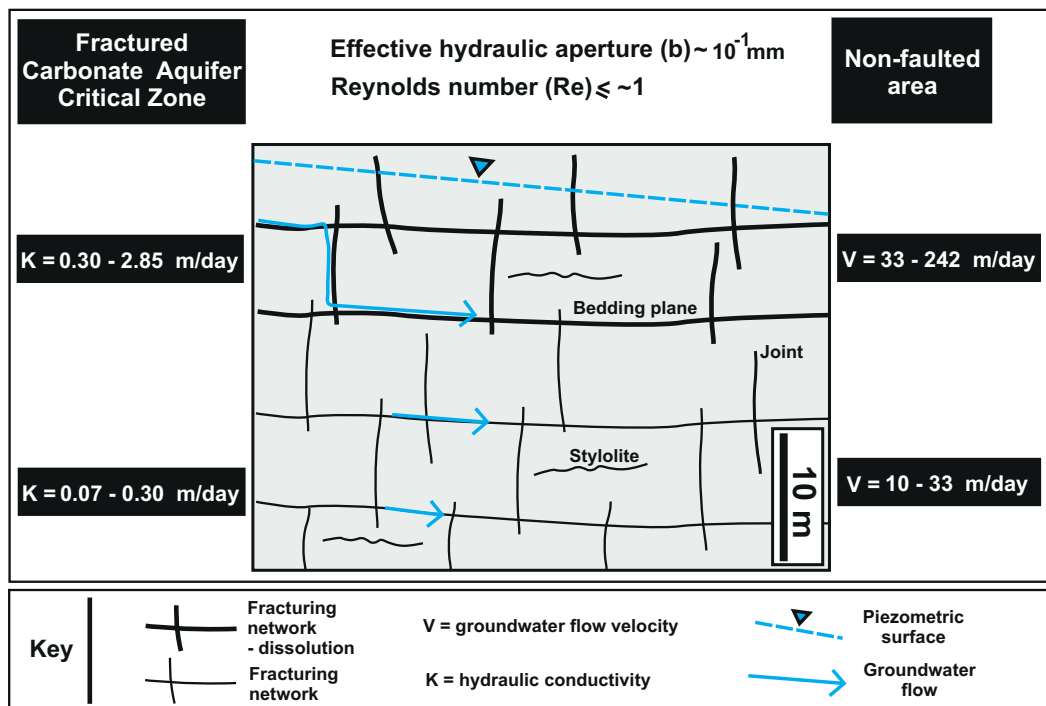 Fractured
Carbonate Aquifer
Critical Zone
Effective hydraulic aperture (b) ~ 10⁻¹mm
Reynolds number (Re) ⩽ ~1
Non-faulted
area
K = 0.30 - 2.85 m/day
V = 33 - 242 m/day
Bedding plane
Joint
Stylolite
K = 0.07 - 0.30 m/day
V = 10 - 33 m/day
10 m
Key
Fracturing
network
- dissolution
Fracturing
network
V = groundwater flow velocity
K = hydraulic conductivity
Piezometric
surface
Groundwater
flow